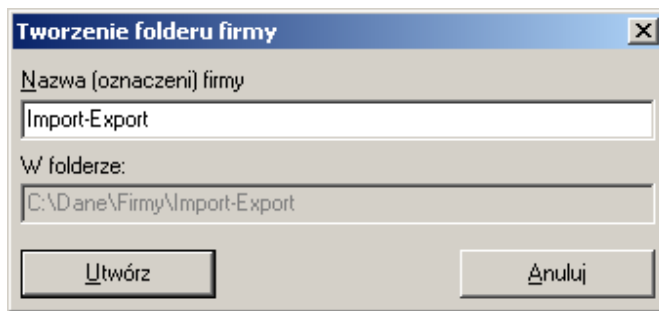 Tworzenie folderu firmy
Nazwa (oznaczeni) firmy
Import-Export
W folderze:
C:\Dane\Firmy\Import-Export
Utwórz
Anuluj